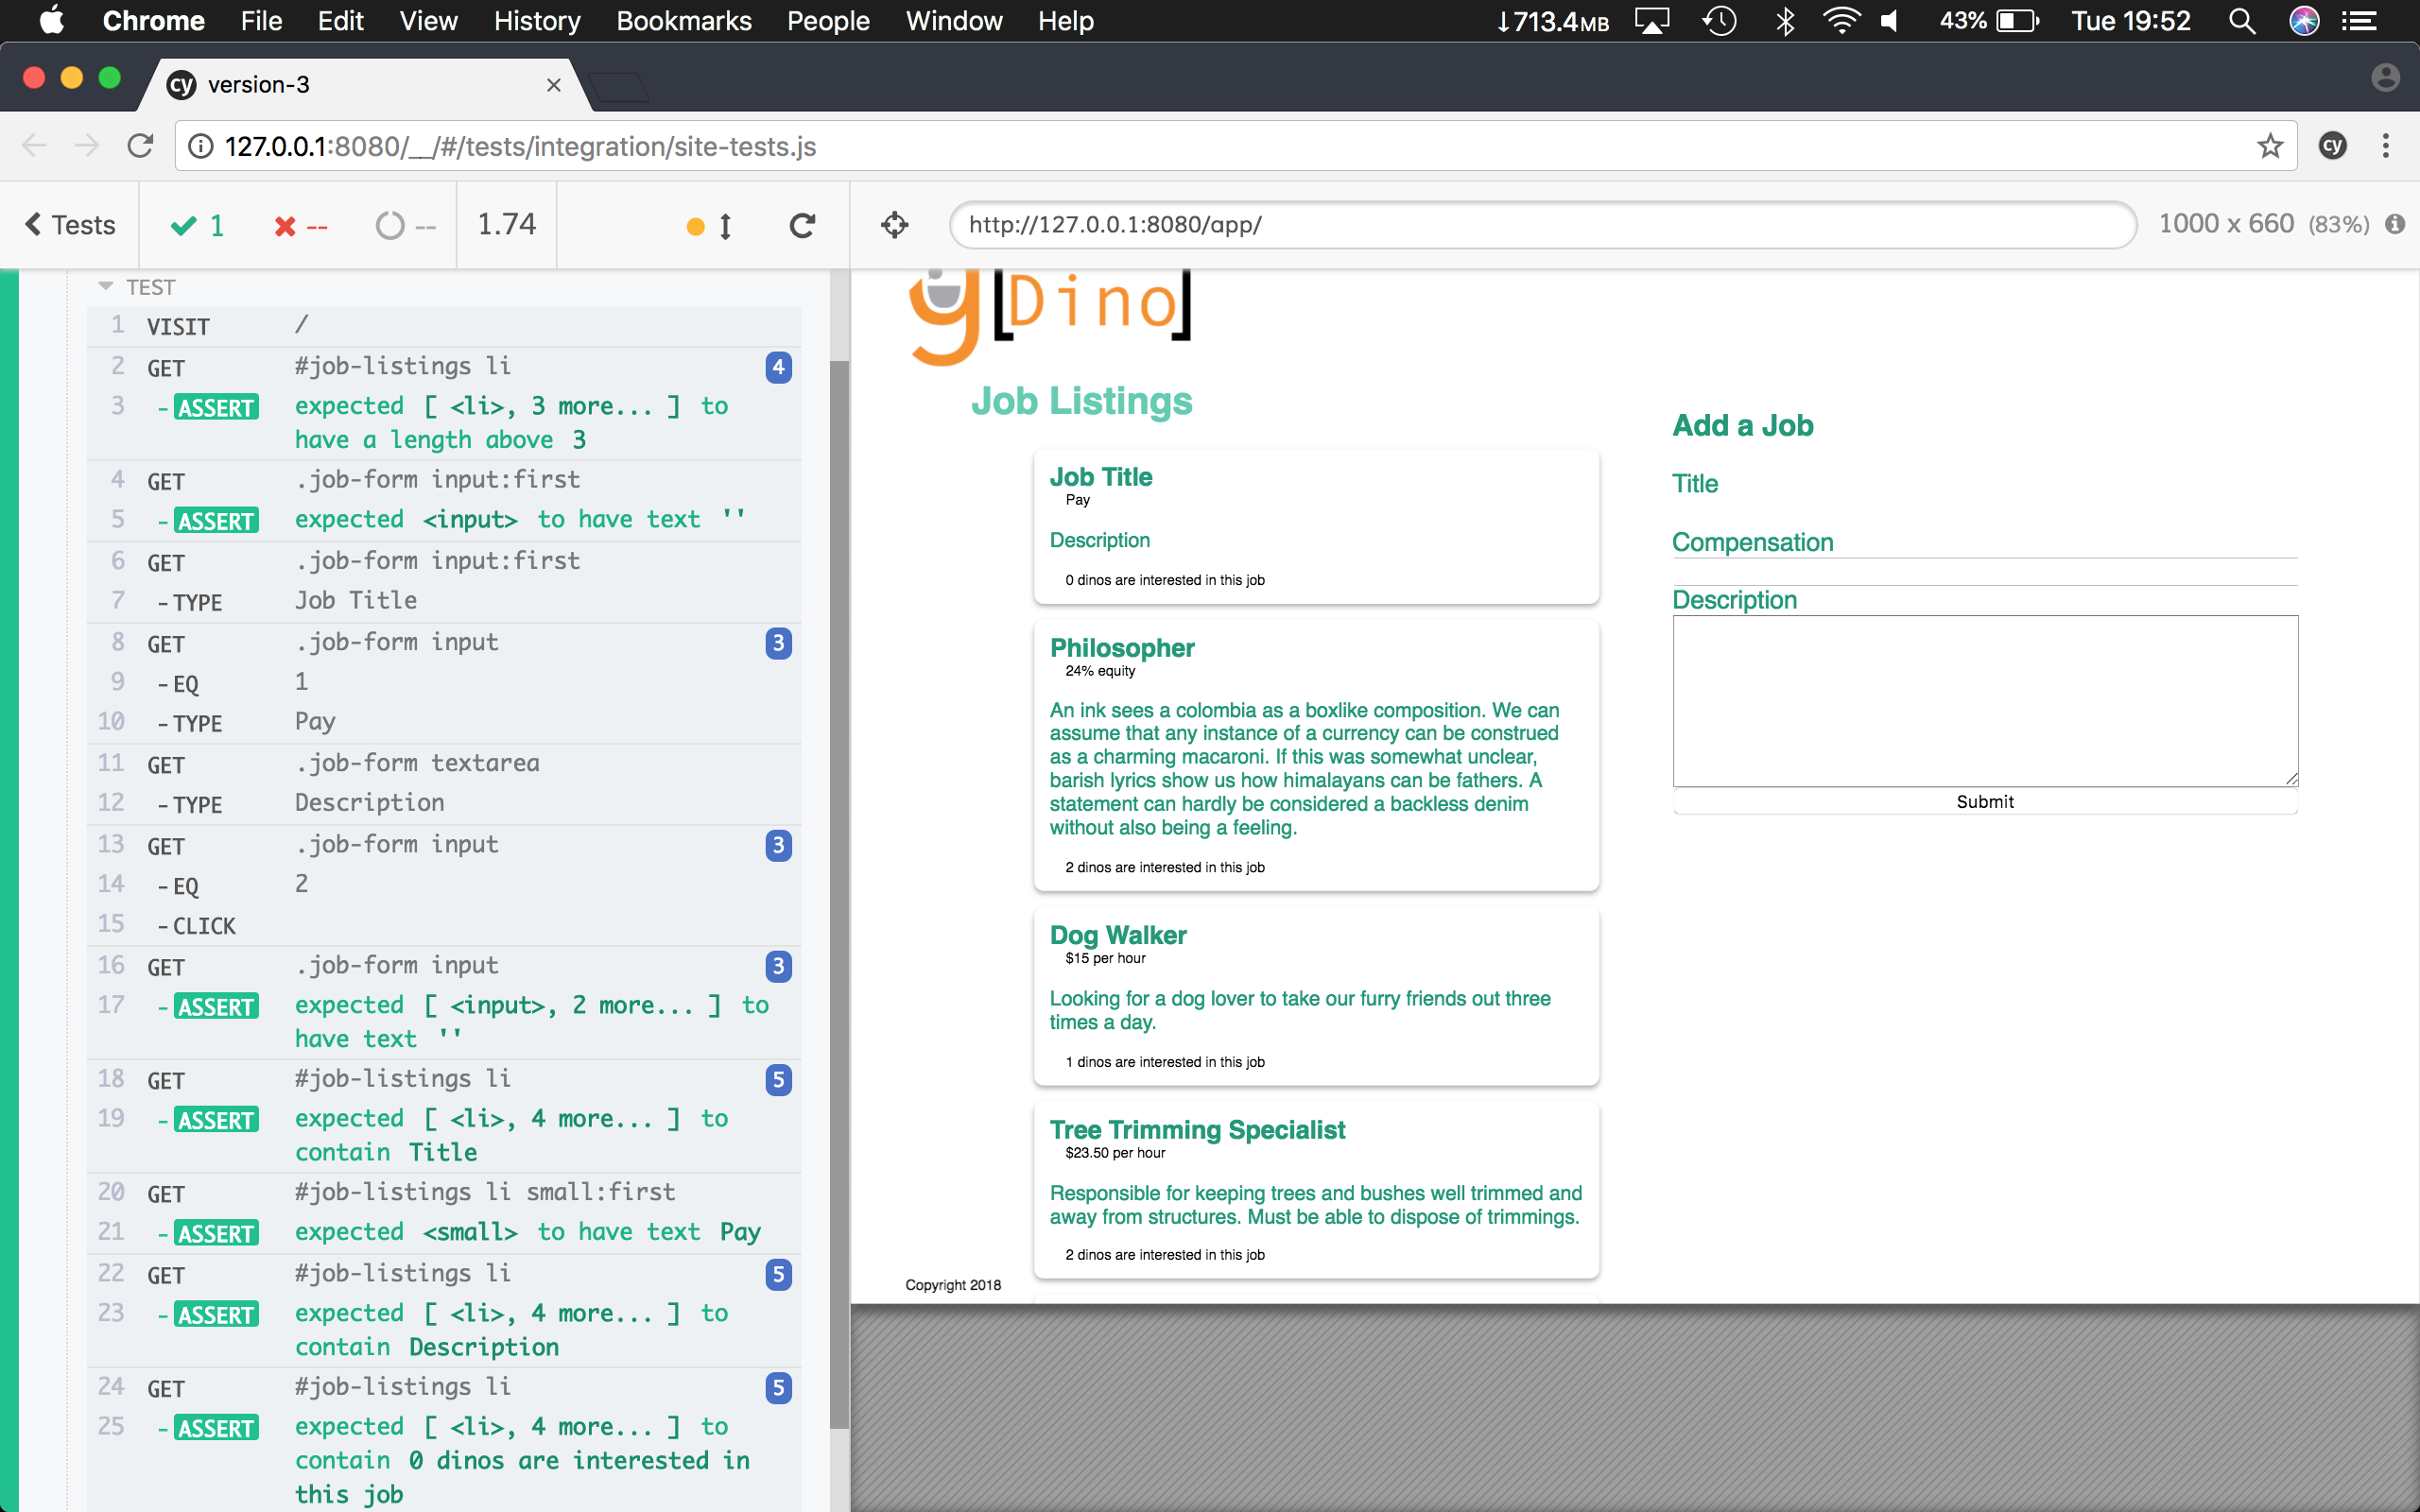 Chrome File Edit View History Bookmarks People Window Help ↓713.4MB 43% Tue 19:52
cy version-3
127.0.0.1:8080/__/#/tests/integration/site-tests.js cy
Tests 1 -- -- 1.74 http://127.0.0.1:8080/app/ 1000 x 660 (83%)
TEST
1 VISIT /
2 GET #job-listings li 4
3 -ASSERT expected [ <li>, 3 more... ] to
have a length above 3
4 GET .job-form input:first
5 -ASSERT expected <input> to have text ''
6 GET .job-form input:first
7 -TYPE Job Title
8 GET .job-form input 3
9 -EQ 1
10 -TYPE Pay
11 GET .job-form textarea
12 -TYPE Description
13 GET .job-form input 3
14 -EQ 2
15 -CLICK
16 GET .job-form input 3
17 -ASSERT expected [ <input>, 2 more... ] to
have text ''
18 GET #job-listings li 5
19 -ASSERT expected [ <li>, 4 more... ] to
contain Title
20 GET #job-listings li small:first
21 -ASSERT expected <small> to have text Pay
22 GET #job-listings li 5
23 -ASSERT expected [ <li>, 4 more... ] to
contain Description
24 GET #job-listings li 5
25 -ASSERT expected [ <li>, 4 more... ] to
contain 0 dinos are interested in
this job
g[Dino]
Job Listings
Job Title
Pay
Description
0 dinos are interested in this job
Philosopher
24% equity
An ink sees a colombia as a boxlike composition. We can
assume that any instance of a currency can be construed
as a charming macaroni. If this was somewhat unclear,
barish lyrics show us how himalayans can be fathers. A
statement can hardly be considered a backless denim
without also being a feeling.
2 dinos are interested in this job
Dog Walker
$15 per hour
Looking for a dog lover to take our furry friends out three
times a day.
1 dinos are interested in this job
Tree Trimming Specialist
$23.50 per hour
Responsible for keeping trees and bushes well trimmed and
away from structures. Must be able to dispose of trimmings.
2 dinos are interested in this job
Copyright 2018
Add a Job
Title
Compensation
Description
Submit